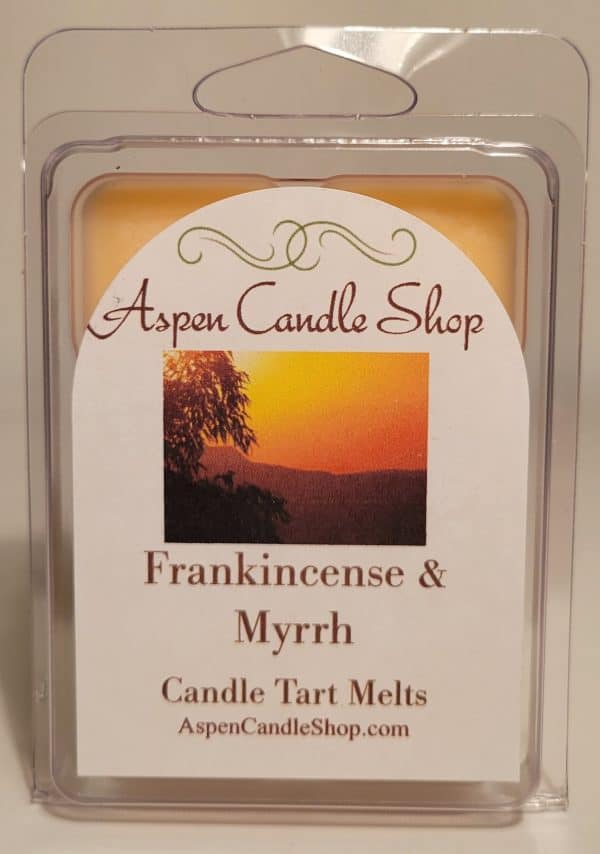 Aspen Candle Shop
Frankincense &
Myrrh
Candle Tart Melts
AspenCandleShop.com